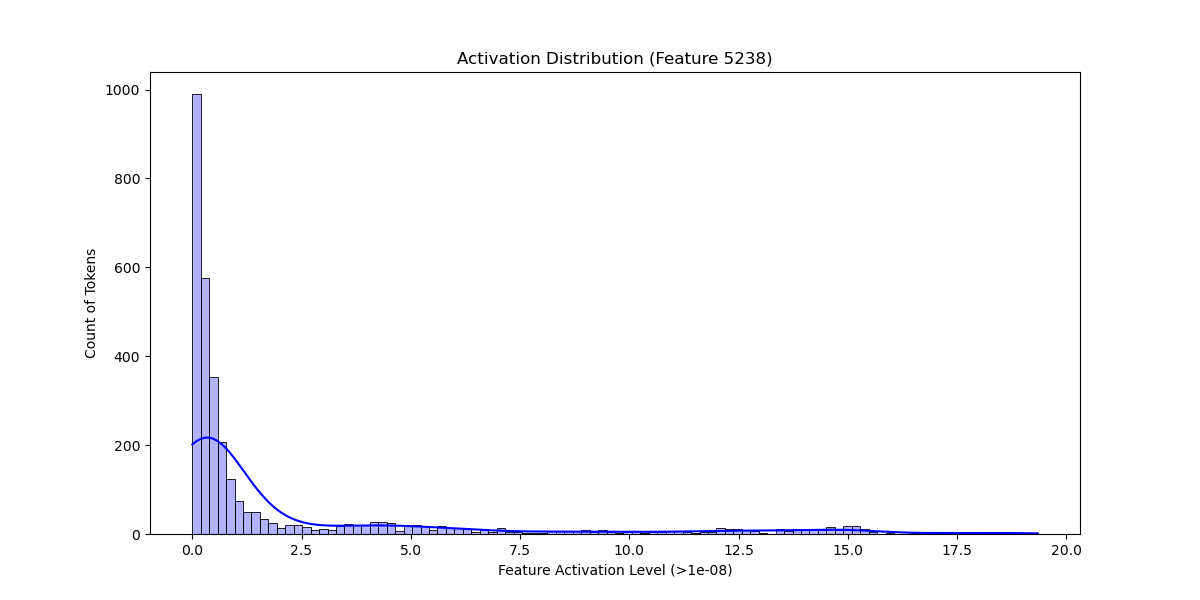 Activation Distribution (Feature 5238)
1000
800
600
400
200
0
Count of Tokens
0.0 2.5 5.0 7.5 10.0 12.5 15.0 17.5 20.0
Feature Activation Level (>1e-08)